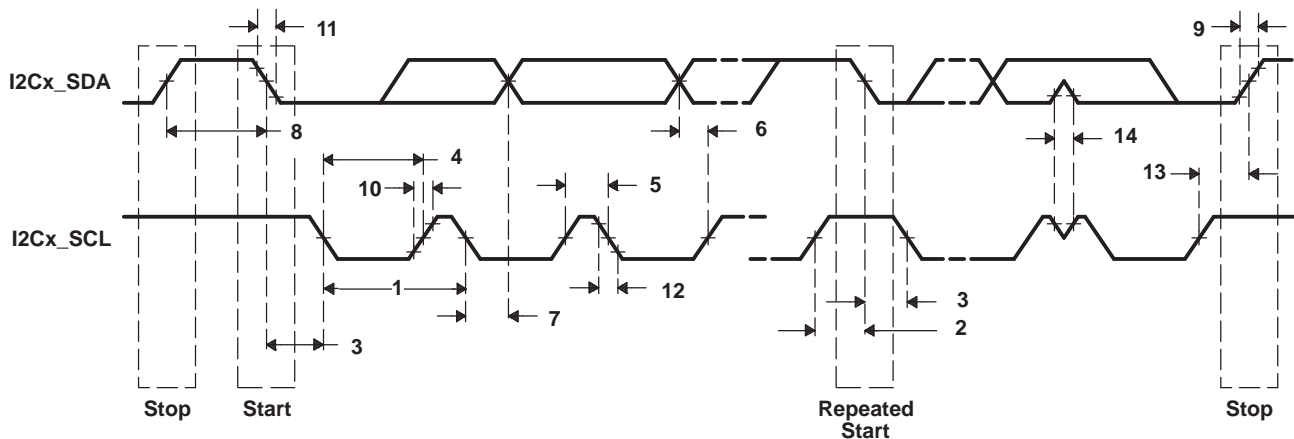 11
9
I2Cx_SDA
8
6
4
14
10
5
13
I2Cx_SCL
1
12
3
7
2
3
Stop
Start
Repeated
Start
Stop